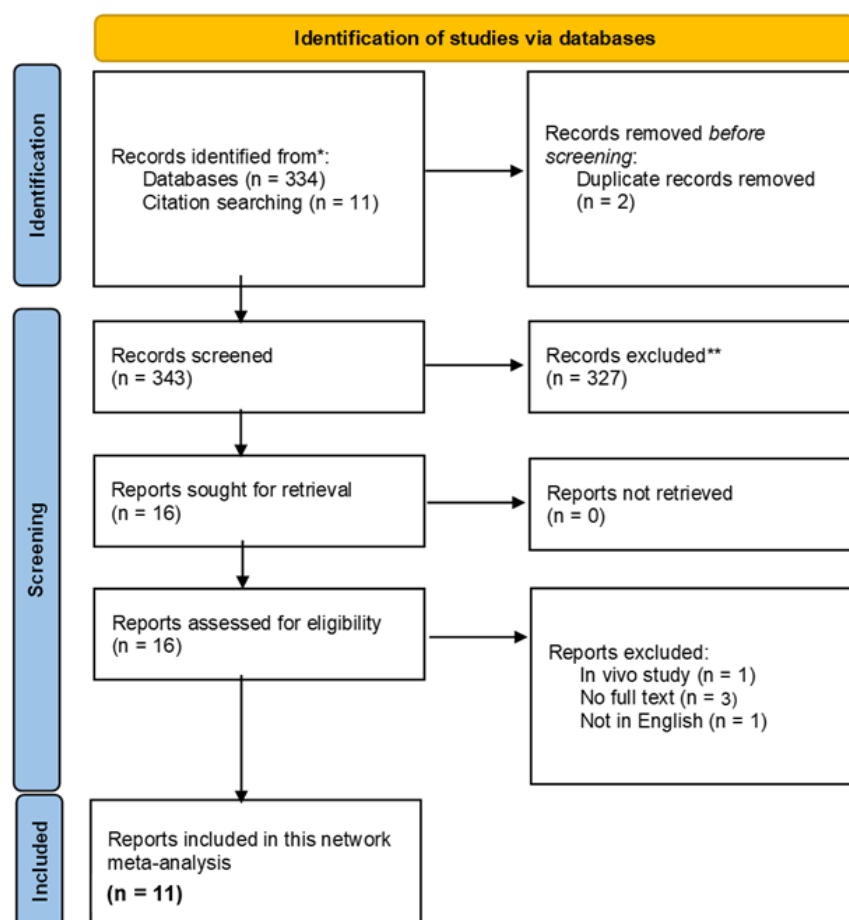 Identification of studies via databases
Identification
Records identified from*:
Databases (n = 334)
Citation searching (n = 11)
Records removed before
screening:
Duplicate records removed
(n = 2)
Screening
Records screened
(n = 343)
Records excluded**
(n = 327)
Reports sought for retrieval
(n = 16)
Reports not retrieved
(n = 0)
Reports assessed for eligibility
(n = 16)
Reports excluded:
In vivo study (n = 1)
No full text (n = 3)
Not in English (n = 1)
Included
Reports included in this network
meta-analysis
(n = 11)